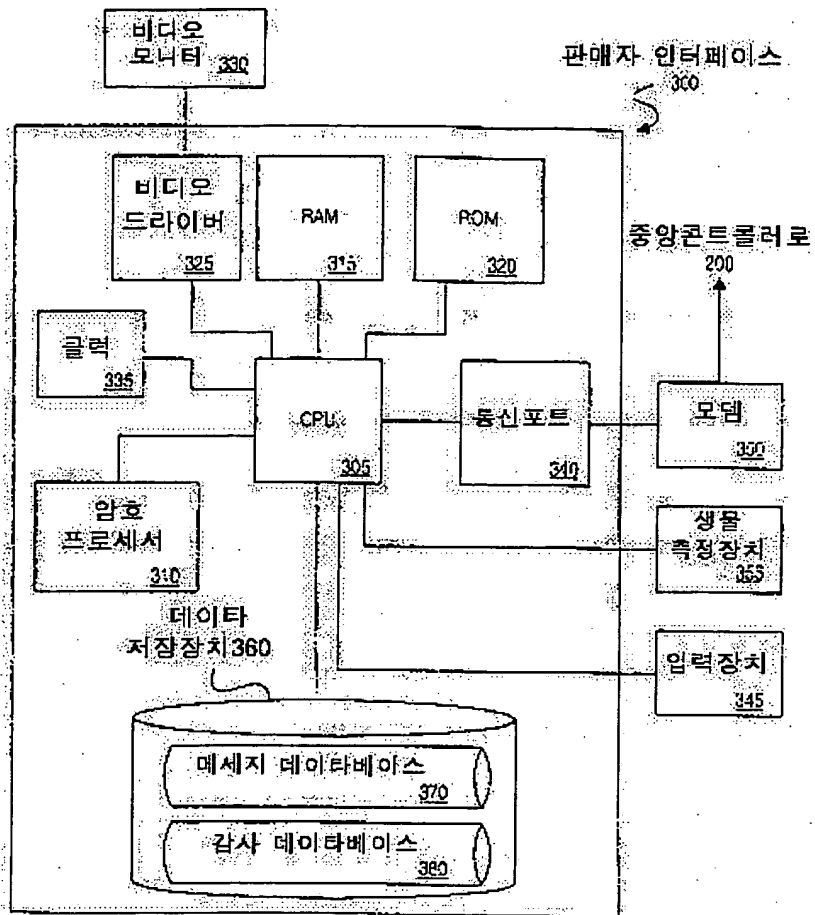 비디오
모니터 330
판매자 인터페이스
300
비디오
드라이버
325
RAM
315
ROM
320
중앙콘트롤러로
200
클럭
335
CPU
305
통신포트
340
모뎀
350
암호
프로세서
310
생물
측정장치
355
데이타
저장장치360
입력장치
345
메세지 데이타베이스
370
감사 데이타베이스
380